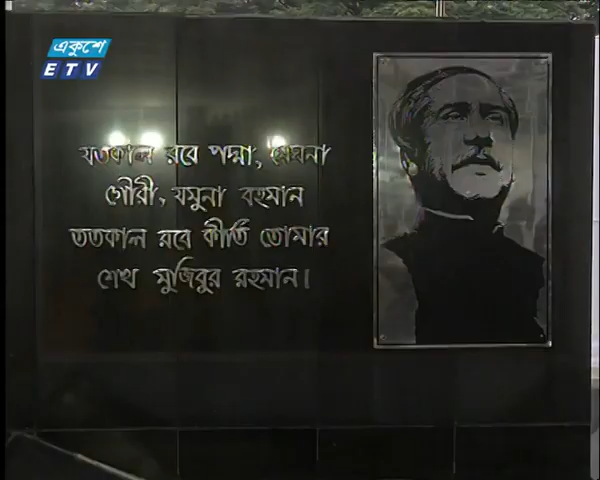 একুশে
ETV
যতকাল রবে পদ্মা, মেঘনা
গৌরী, যমুনা বহমান
ততকাল রবে কীর্তি তোমার
শেখ মুজিবুর রহমান।